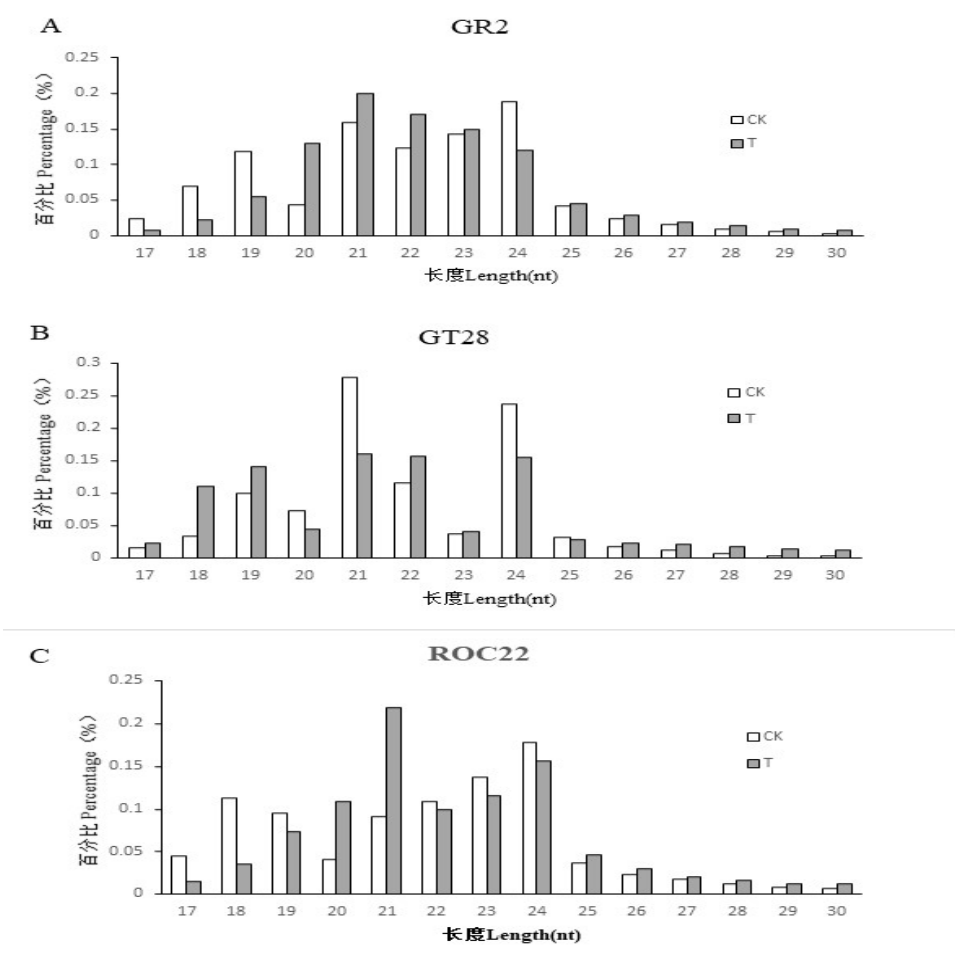 A
GR2
百分比 Percentage (%)
0.25
0.2
0.15
0.1
0.05
0
CK
T
17 18 19 20 21 22 23 24 25 26 27 28 29 30
长度Length(nt)
B
GT28
百分比 Percentage (%)
0.3
0.25
0.2
0.15
0.1
0.05
0
CK
T
17 18 19 20 21 22 23 24 25 26 27 28 29 30
长度Length(nt)
C
ROC22
百分比 Percentage (%)
0.25
0.2
0.15
0.1
0.05
0
CK
T
17 18 19 20 21 22 23 24 25 26 27 28 29 30
长度Length(nt)